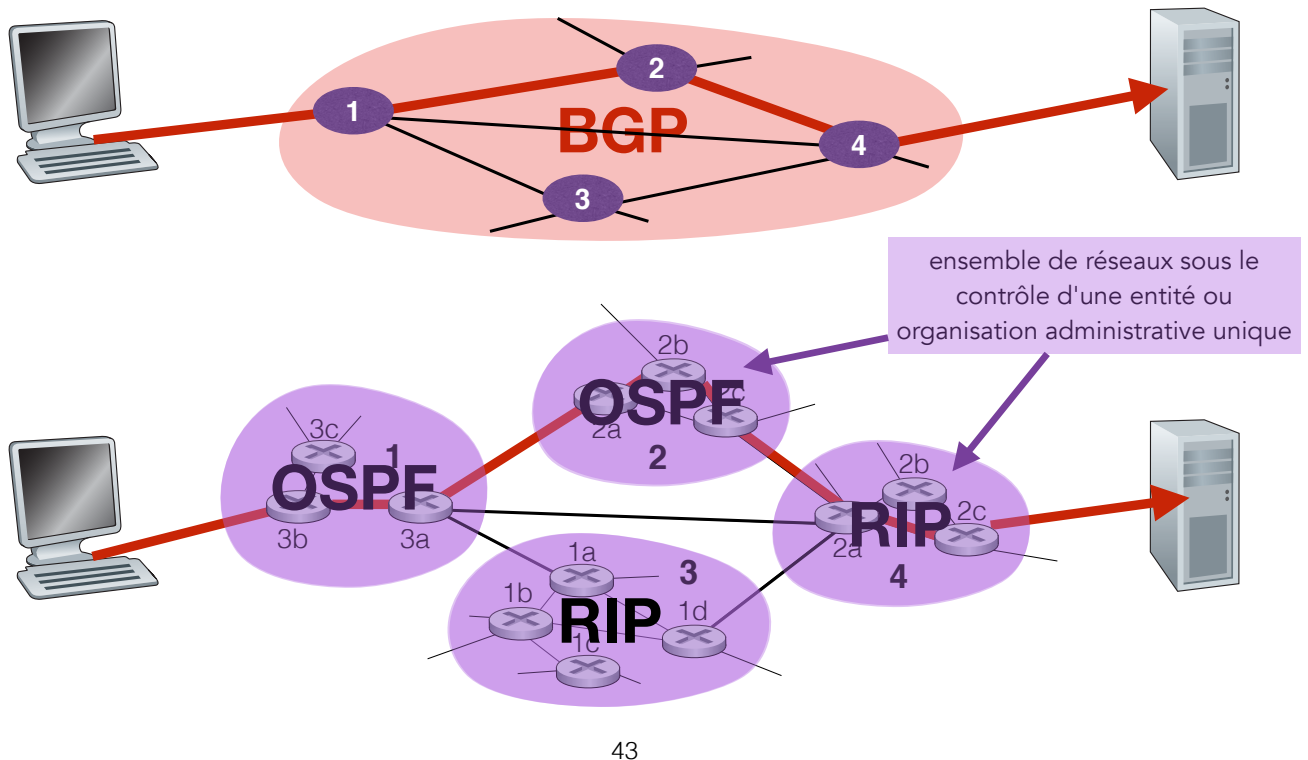 2
1
BGP
4
3
ensemble de réseaux sous le
contrôle d'une entité ou
organisation administrative unique
2b
OSPF
2c
2a
2
3c
1
OSPF
3b
3a
2b
2c
RIP
2a
4
1a
3
1b
1d
RIP
1c
43